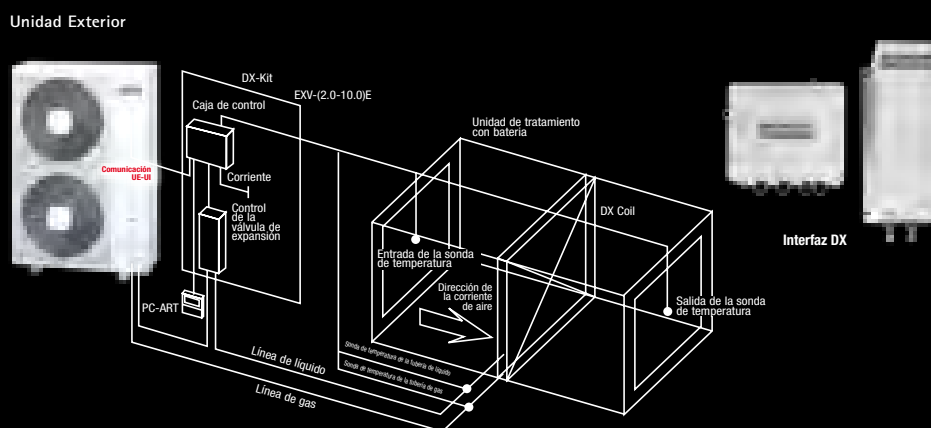 Unidad Exterior
DX-Kit
EXV-(2.0-10.0)E
Caja de control
Comunicación
UE-UI
Corriente
Control
de la
válvula de
expansión
PC-ART
Unidad de tratamiento
con bateria
DX Coil
Entrada de la sonda
de temperatura
Dirección de
la corriente
de aire
Salida de la sonda
de temperatura
Sonda de temperatura de la tubería de líquido
Sonda de temperatura de la tubería de gas
Línea de líquido
Línea de gas
Interfaz DX